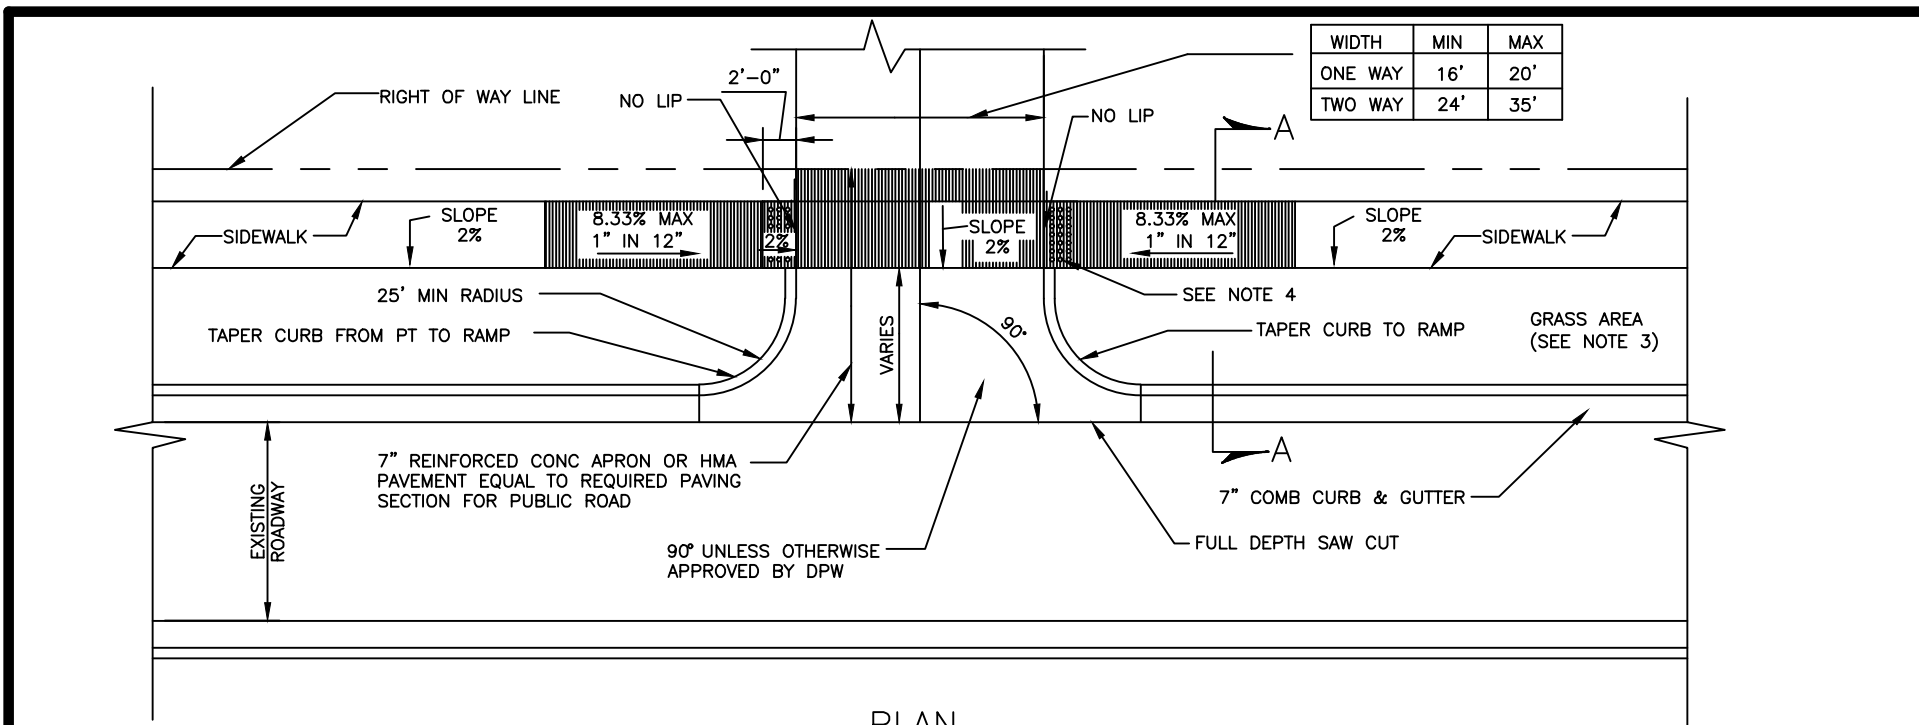 WIDTH MIN MAX
ONE WAY 16' 20'
TWO WAY 24' 35'
2'-0"
RIGHT OF WAY LINE
NO LIP
NO LIP
A
SLOPE
2%
8.33% MAX
1" IN 12"
2%
SLOPE
2%
8.33% MAX
1" IN 12"
SLOPE
2%
SIDEWALK
SIDEWALK
25' MIN RADIUS
SEE NOTE 4
TAPER CURB FROM PT TO RAMP
VARIES
90°
TAPER CURB TO RAMP
GRASS AREA
(SEE NOTE 3)
7" REINFORCED CONC APRON OR HMA
PAVEMENT EQUAL TO REQUIRED PAVING
SECTION FOR PUBLIC ROAD
A
7" COMB CURB & GUTTER
EXISTING
ROADWAY
90° UNLESS OTHERWISE
APPROVED BY DPW
FULL DEPTH SAW CUT
PLAN